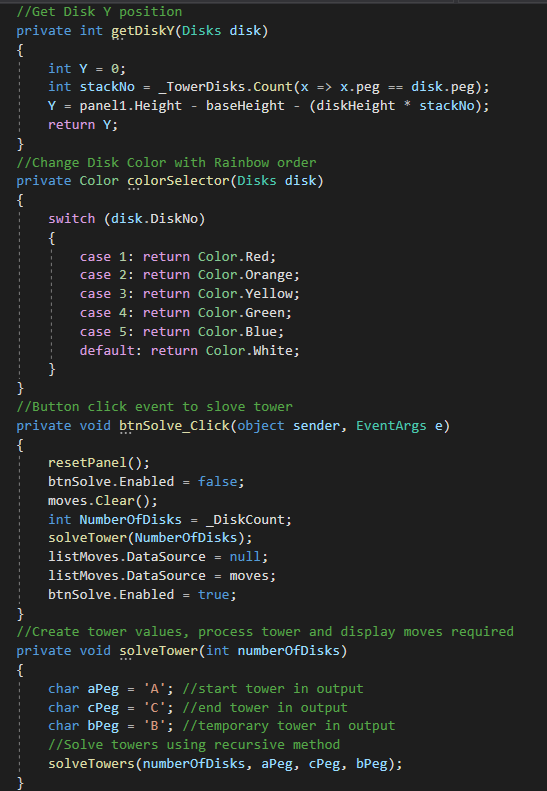 //Get Disk Y position
private int getDiskY(Disks disk)
{
    int Y = 0;
    int stackNo = _TowerDisks.Count(x => x.peg == disk.peg);
    Y = panel1.Height - baseHeight - (diskHeight * stackNo);
    return Y;
}
//Change Disk Color with Rainbow order
private Color colorSelector(Disks disk)
{
    switch (disk.DiskNo)
    {
        case 1: return Color.Red;
        case 2: return Color.Orange;
        case 3: return Color.Yellow;
        case 4: return Color.Green;
        case 5: return Color.Blue;
        default: return Color.White;
    }
}
//Button click event to slove tower
private void btnSolve_Click(object sender, EventArgs e)
{
    resetPanel();
    btnSolve.Enabled = false;
    moves.Clear();
    int NumberOfDisks = _DiskCount;
    solveTower(NumberOfDisks);
    listMoves.DataSource = null;
    listMoves.DataSource = moves;
    btnSolve.Enabled = true;
}
//Create tower values, process tower and display moves required
private void solveTower(int numberOfDisks)
{
    char aPeg = 'A'; //start tower in output
    char cPeg = 'C'; //end tower in output
    char bPeg = 'B'; //temporary tower in output
    //Solve towers using recursive method
    solveTowers(numberOfDisks, aPeg, cPeg, bPeg);
}